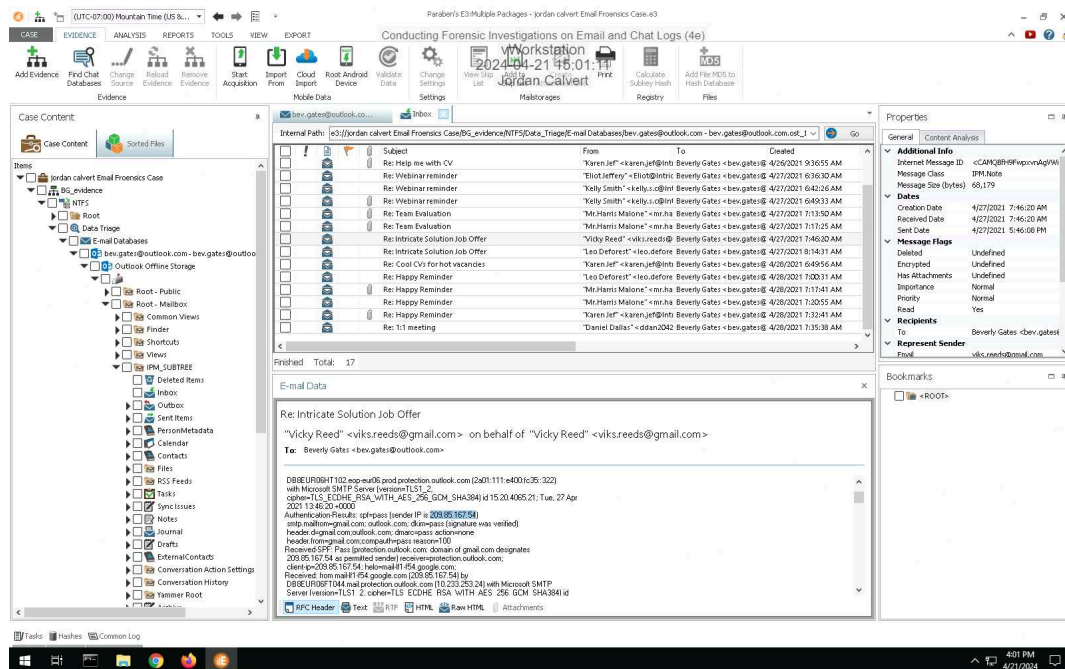 (UTC-07:00) Mountain Time (US &...
Paraben's E3:Multiple Packages - jordan calvert Email Froensics Case.e3
CASE EVIDENCE ANALYSIS REPORTS TOOLS VIEW EXPORT
Conducting Forensic Investigations on Email and Chat Logs (4e)
vWorkstation
2024-04-21 15:01:11
Jordan Calvert
Add Evidence
Find Chat Databases
Change Source
Reload Evidence
Remove Evidence
Start Acquisition
Import From
Cloud Import
Root Android Device
Validate Data
Change Settings
View Skip List
Print
Calculate Subkey Hash
Add File MD5 to Hash Database
Evidence Mobile Data Settings Mailstorages Registry Files
Case Content
Case Content Sorted Files
Items
jordan calvert Email Froensics Case
BG_evidence
NTFS
Root
Data Triage
E-mail Databases
bev.gates@outlook.com - bev.gates@outloo
Outlook Offline Storage
Root - Public
Root - Mailbox
Common Views
Finder
Shortcuts
Views
IPM_SUBTREE
Deleted Items
Inbox
Outbox
Sent Items
PersonMetadata
Calendar
Contacts
Files
RSS Feeds
Tasks
Sync Issues
Notes
Journal
Drafts
ExternalContacts
Conversation Action Settings
Conversation History
Yammer Root
bev.gates@outlook.co... Inbox
Internal Path: e3://jordan calvert Email Froensics Case/BG_evidence/NTFS/Data_Triage/E-mail Databases/bev.gates@outlook.com - bev.gates@outlook.com.ost_1 Go
Subject From To Created
Re: Help me with CV "Karen Jef" <karen.jef@Inti Beverly Gates <bev.gates@ 4/26/2021 9:36:55 AM
Re: Webinar reminder "Eliot Jeffery" <Eliot@Intric Beverly Gates <bev.gates@ 4/27/2021 6:36:30 AM
Re: Webinar reminder "Kelly Smith" <kelly.s.c@Inf Beverly Gates <bev.gates@ 4/27/2021 6:42:26 AM
Re: Webinar reminder "Kelly Smith" <kelly.s.c@Inf Beverly Gates <bev.gates@ 4/27/2021 6:49:33 AM
Re: Team Evaluation "Mr.Harris Malone" <mr.ha Beverly Gates <bev.gates@ 4/27/2021 7:13:50 AM
Re: Team Evaluation "Mr.Harris Malone" <mr.ha Beverly Gates <bev.gates@ 4/27/2021 7:17:25 AM
Re: Intricate Solution Job Offer "Vicky Reed" <viks.reeds@ Beverly Gates <bev.gates@ 4/27/2021 7:46:20 AM
Re: Intricate Solution Job Offer "Leo Deforest" <leo.defore Beverly Gates <bev.gates@ 4/27/2021 8:14:31 AM
Re: Cool CVs for hot vacancies "Karen Jef" <karen.jef@Inti Beverly Gates <bev.gates@ 4/28/2021 6:49:56 AM
Re: Happy Reminder "Leo Deforest" <leo.defore Beverly Gates <bev.gates@ 4/28/2021 7:00:31 AM
Re: Happy Reminder "Mr.Harris Malone" <mr.ha Beverly Gates <bev.gates@ 4/28/2021 7:17:41 AM
Re: Happy Reminder "Mr.Harris Malone" <mr.ha Beverly Gates <bev.gates@ 4/28/2021 7:20:55 AM
Re: Happy Reminder "Karen Jef" <karen.jef@Inti Beverly Gates <bev.gates@ 4/28/2021 7:32:41 AM
Re: 1:1 meeting "Daniel Dallas" <ddan2042 Beverly Gates <bev.gates@ 4/28/2021 7:35:38 AM
Finished Total: 17
E-mail Data
Re: Intricate Solution Job Offer
"Vicky Reed" <viks.reeds@gmail.com> on behalf of "Vicky Reed" <viks.reeds@gmail.com>
To: Beverly Gates <bev.gates@outlook.com>
DB8EUR06HT102.eop-eur06.prod.protection.outlook.com (2a01:111:e400:fc35::322)
with Microsoft SMTP Server (version=TLS1_2,
cipher=TLS_ECDHE_RSA_WITH_AES_256_GCM_SHA384) id 15.20.4065.21; Tue, 27 Apr
2021 13:46:20 +0000
Authentication-Results: spf=pass (sender IP is 209.85.167.54)
smtp.mailfrom=gmail.com; outlook.com; dkim=pass (signature was verified)
header.d=gmail.com;outlook.com; dmarc=pass action=none
header.from=gmail.com;compauth=pass reason=100
Received-SPF: Pass (protection.outlook.com: domain of gmail.com designates
209.85.167.54 as permitted sender) receiver=protection.outlook.com;
client-ip=209.85.167.54; helo=mail-lf1-f54.google.com;
Received: from mail-lf1-f54.google.com (209.85.167.54) by
DB8EUR06FT044.mail.protection.outlook.com (10.233.253.24) with Microsoft SMTP
Server (version=TLS1_2, cipher=TLS_ECDHE_RSA_WITH_AES_256_GCM_SHA384) id
RFC Header Text RTF HTML Raw HTML Attachments
Properties
General Content Analysis
Additional Info
Message Class IPM.Note
Message Size (bytes) 68,179
Dates
Creation Date 4/27/2021 7:46:20 AM
Received Date 4/27/2021 7:46:20 AM
Sent Date 4/27/2021 5:46:08 PM
Message Flags
Deleted Undefined
Encrypted Undefined
Has Attachments Undefined
Importance Normal
Priority Normal
Read Yes
Recipients
To Beverly Gates <bev.gates@
Represent Sender
Email viks.reeds@gmail.com
Bookmarks
<ROOT>
Tasks Hashes Common Log
4:01 PM
4/21/2024